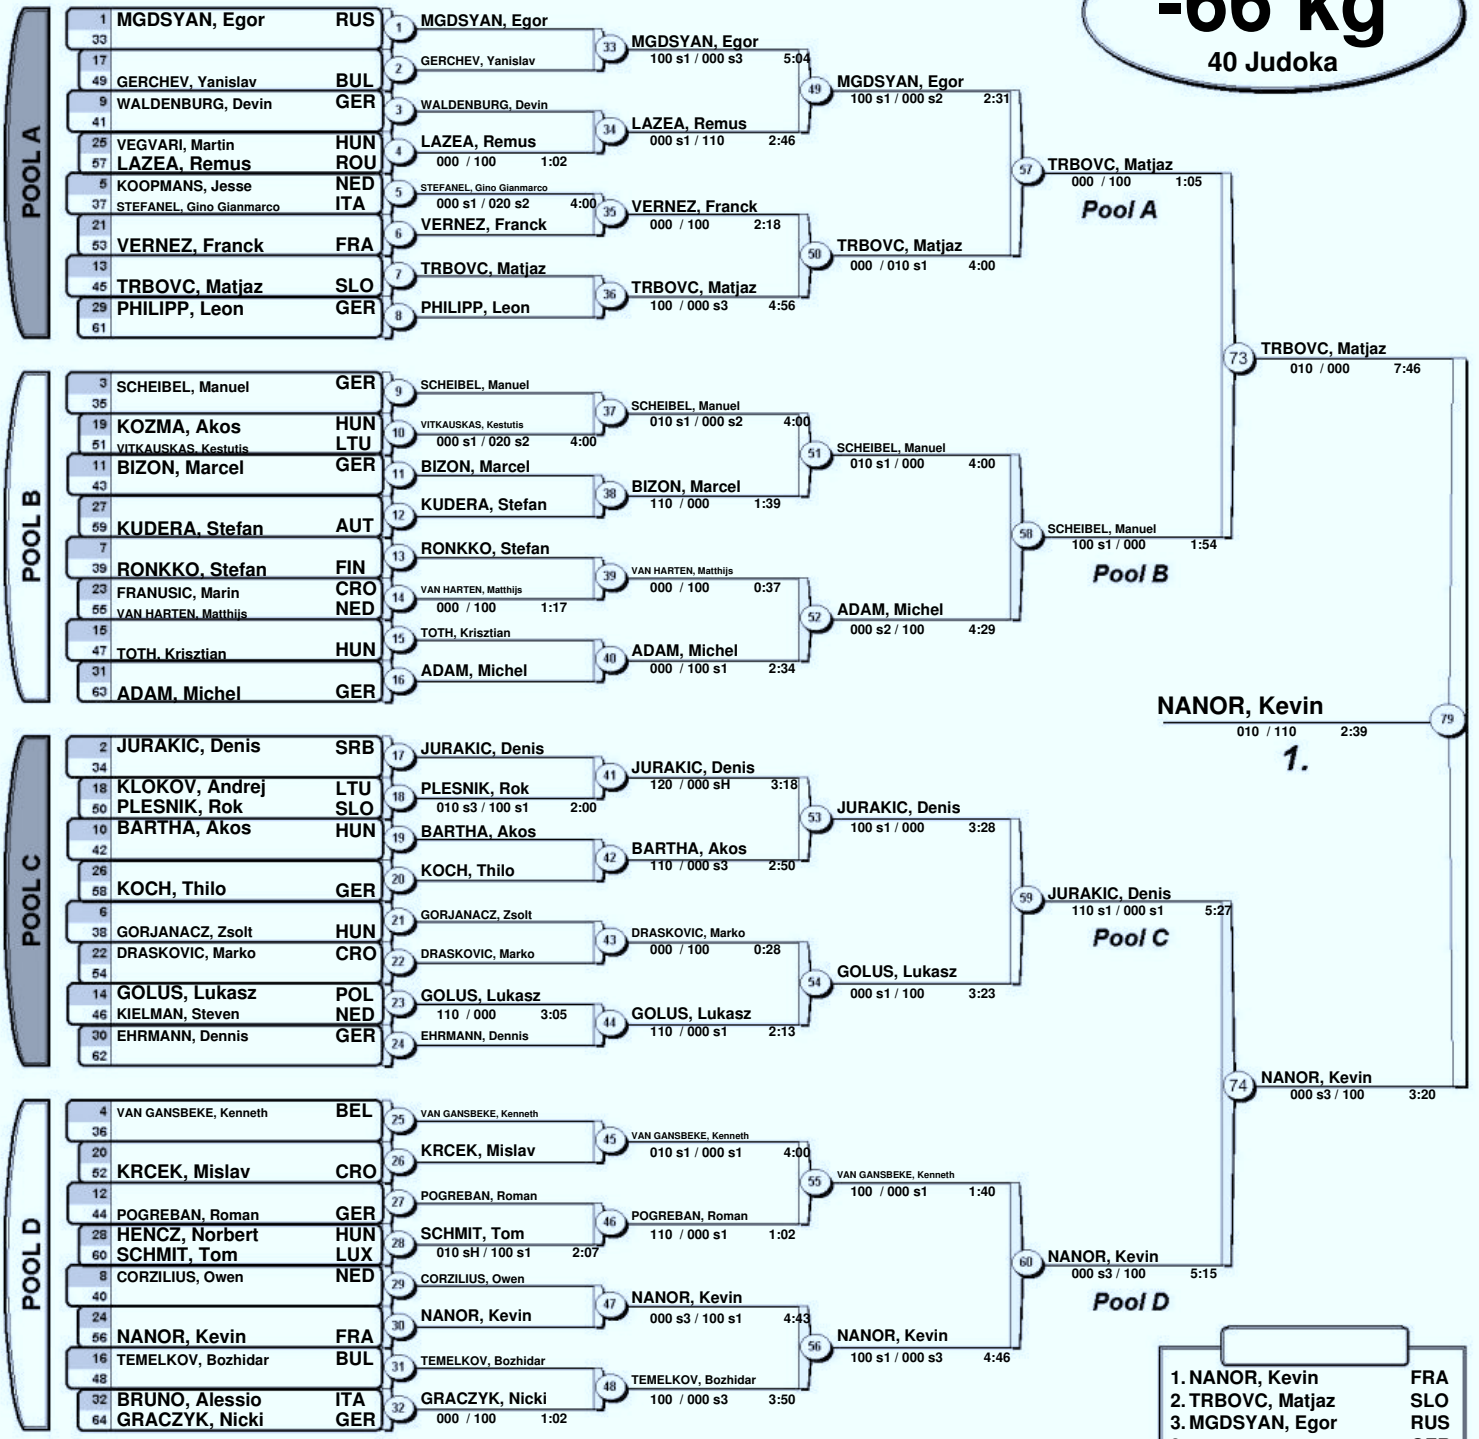 -66 kg
40 Judoka
POOL A
1 MGDSYAN, Egor RUS
33
17
49 GERCHEV, Yanislav BUL
9 WALDENBURG, Devin GER
41
25 VEGVARI, Martin HUN
57 LAZEA, Remus ROU
5 KOOPMANS, Jesse NED
37 STEFANEL, Gino Gianmarco ITA
21
53 VERNEZ, Franck FRA
13
45 TRBOVC, Matjaz SLO
29 PHILIPP, Leon GER
61
1 MGDSYAN, Egor
2 GERCHEV, Yanislav
3 WALDENBURG, Devin
4 LAZEA, Remus
000 / 100 1:02
5 STEFANEL, Gino Gianmarco
000 s1 / 020 s2 4:00
6 VERNEZ, Franck
7 TRBOVC, Matjaz
8 PHILIPP, Leon
33 MGDSYAN, Egor
100 s1 / 000 s3 5:04
34 LAZEA, Remus
000 s1 / 110 2:46
35 VERNEZ, Franck
000 / 100 2:18
36 TRBOVC, Matjaz
100 / 000 s3 4:56
49 MGDSYAN, Egor
100 s1 / 000 s2 2:31
50 TRBOVC, Matjaz
000 / 010 s1 4:00
57 TRBOVC, Matjaz
000 / 100 1:05
Pool A
POOL B
3 SCHEIBEL, Manuel GER
35
19 KOZMA, Akos HUN
51 VITKAUSKAS, Kestutis LTU
11 BIZON, Marcel GER
43
27
59 KUDERA, Stefan AUT
7
39 RONKKO, Stefan FIN
23 FRANUSIC, Marin CRO
55 VAN HARTEN, Matthijs NED
15
47 TOTH, Krisztian HUN
31
63 ADAM, Michel GER
9 SCHEIBEL, Manuel
10 VITKAUSKAS, Kestutis
000 s1 / 020 s2 4:00
11 BIZON, Marcel
12 KUDERA, Stefan
13 RONKKO, Stefan
14 VAN HARTEN, Matthijs
000 / 100 1:17
15 TOTH, Krisztian
16 ADAM, Michel
37 SCHEIBEL, Manuel
010 s1 / 000 s2 4:00
38 BIZON, Marcel
110 / 000 1:39
39 VAN HARTEN, Matthijs
000 / 100 0:37
40 ADAM, Michel
000 / 100 s1 2:34
51 SCHEIBEL, Manuel
010 s1 / 000 4:00
52 ADAM, Michel
000 s2 / 100 4:29
58 SCHEIBEL, Manuel
100 s1 / 000 1:54
Pool B
73 TRBOVC, Matjaz
010 / 000 7:46
NANOR, Kevin 79
010 / 110 2:39
1.
POOL C
2 JURAKIC, Denis SRB
34
18 KLOKOV, Andrej LTU
50 PLESNIK, Rok SLO
10 BARTHA, Akos HUN
42
26
58 KOCH, Thilo GER
6
38 GORJANACZ, Zsolt HUN
22 DRASKOVIC, Marko CRO
54
14 GOLUS, Lukasz POL
46 KIELMAN, Steven NED
30 EHRMANN, Dennis GER
62
17 JURAKIC, Denis
18 PLESNIK, Rok
010 s3 / 100 s1 2:00
19 BARTHA, Akos
20 KOCH, Thilo
21 GORJANACZ, Zsolt
22 DRASKOVIC, Marko
23 GOLUS, Lukasz
110 / 000 3:05
24 EHRMANN, Dennis
41 JURAKIC, Denis
120 / 000 sH 3:18
42 BARTHA, Akos
110 / 000 s3 2:50
43 DRASKOVIC, Marko
000 / 100 0:28
44 GOLUS, Lukasz
110 / 000 s1 2:13
53 JURAKIC, Denis
100 s1 / 000 3:28
54 GOLUS, Lukasz
000 s1 / 100 3:23
59 JURAKIC, Denis
110 s1 / 000 s1 5:27
Pool C
POOL D
4 VAN GANSBEKE, Kenneth BEL
36
20
52 KRCEK, Mislav CRO
12
44 POGREBAN, Roman GER
28 HENCZ, Norbert HUN
60 SCHMIT, Tom LUX
8 CORZILIUS, Owen NED
40
24
56 NANOR, Kevin FRA
16 TEMELKOV, Bozhidar BUL
48
32 BRUNO, Alessio ITA
64 GRACZYK, Nicki GER
25 VAN GANSBEKE, Kenneth
26 KRCEK, Mislav
27 POGREBAN, Roman
28 SCHMIT, Tom
010 sH / 100 s1 2:07
29 CORZILIUS, Owen
30 NANOR, Kevin
31 TEMELKOV, Bozhidar
32 GRACZYK, Nicki
000 / 100 1:02
45 VAN GANSBEKE, Kenneth
010 s1 / 000 s1 4:00
46 POGREBAN, Roman
110 / 000 s1 1:02
47 NANOR, Kevin
000 s3 / 100 s1 4:43
48 TEMELKOV, Bozhidar
100 / 000 s3 3:50
55 VAN GANSBEKE, Kenneth
100 / 000 s1 1:40
56 NANOR, Kevin
100 s1 / 000 s3 4:46
60 NANOR, Kevin
000 s3 / 100 5:15
Pool D
74 NANOR, Kevin
000 s3 / 100 3:20
1. NANOR, Kevin FRA
2. TRBOVC, Matjaz SLO
3. MGDSYAN, Egor RUS